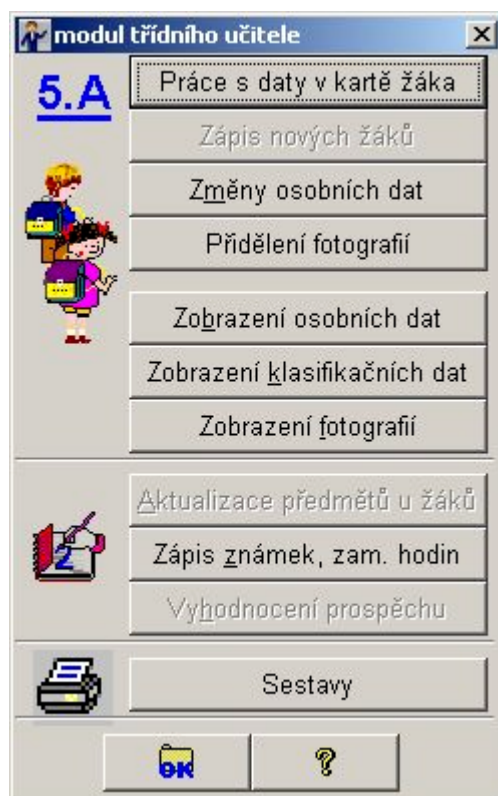 modul třídního učitele
5.A
Práce s daty v kartě žáka
Zápis nových žáků
Změny osobních dat
Přidělení fotografií
Zobrazení osobních dat
Zobrazení klasifikačních dat
Zobrazení fotografií
Aktualizace předmětů u žáků
2
Zápis známek, zam. hodin
Vyhodnocení prospěchu
Sestavy
OK
?